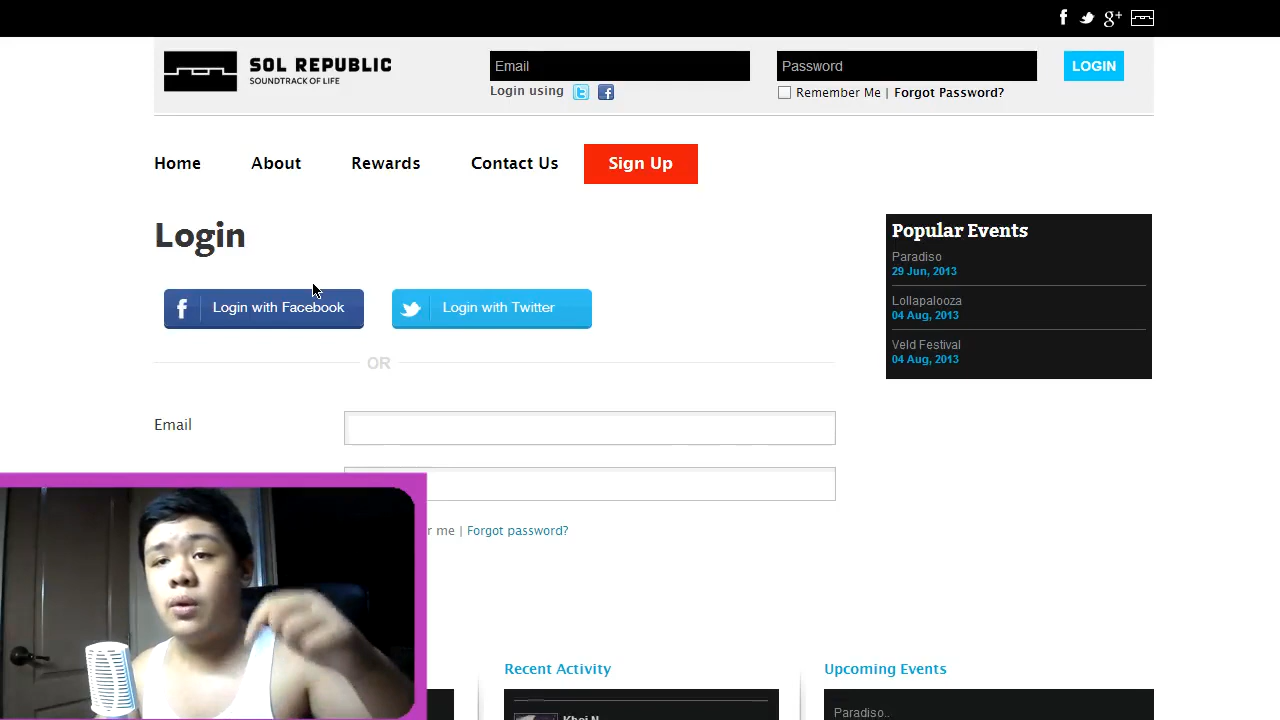 SOL REPUBLIC
SOUNDTRACK OF LIFE
Email
Password
LOGIN
Login using
Remember Me | Forgot Password?
Home
About
Rewards
Contact Us
Sign Up
Login
Login with Facebook
Login with Twitter
OR
Email
r me | Forgot password?
Popular Events
Paradiso
29 Jun, 2013
Lollapalooza
04 Aug, 2013
Veld Festival
04 Aug, 2013
Recent Activity
Khoi N.
Upcoming Events
Paradiso..